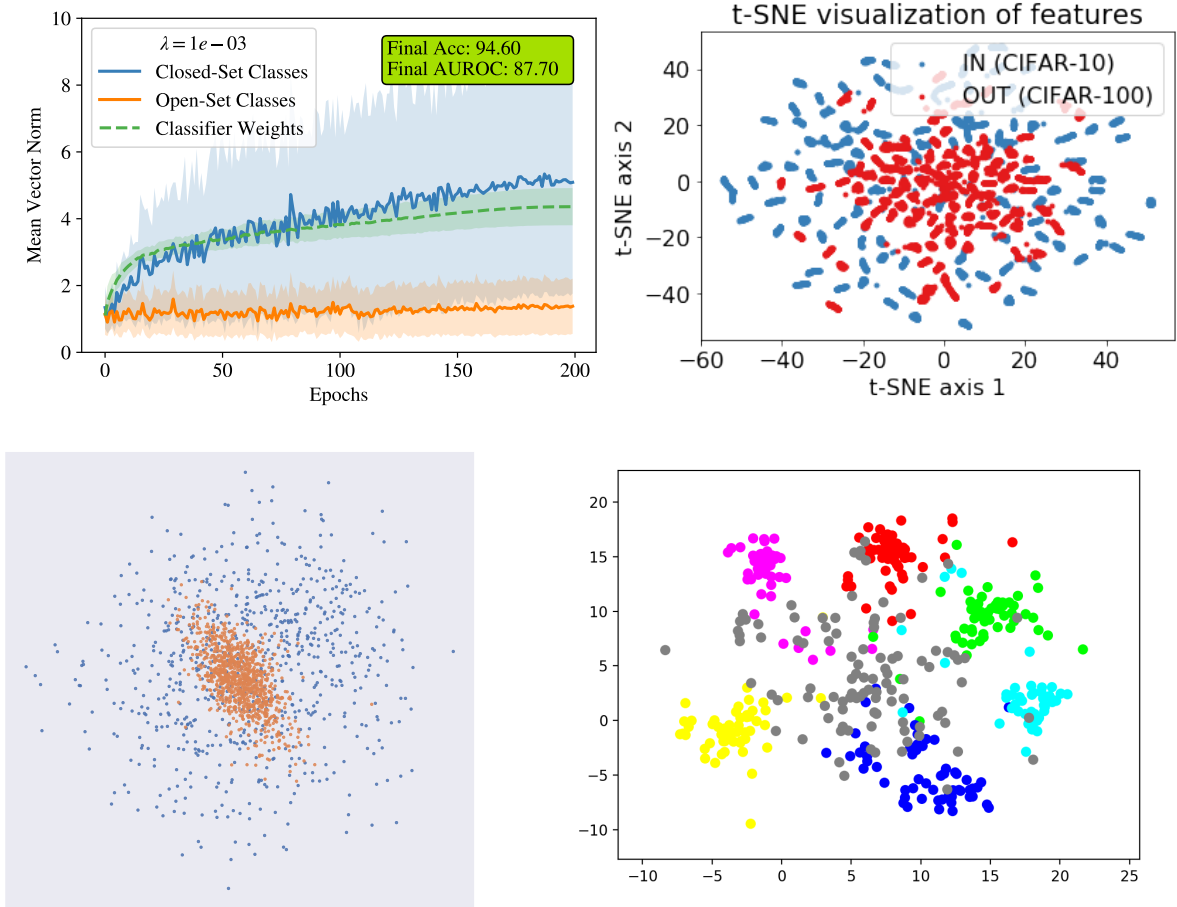 10
8
6
4
2
0
Mean Vector Norm
λ = 1e − 03
Closed-Set Classes
Open-Set Classes
Classifier Weights
Final Acc: 94.60
Final AUROC: 87.70
0 50 100 150 200
Epochs
t-SNE visualization of features
40
20
0
−20
−40
t-SNE axis 2
IN (CIFAR-10)
OUT (CIFAR-100)
−60 −40 −20 0 20 40
t-SNE axis 1
20
15
10
5
0
−5
−10
−10 −5 0 5 10 15 20 25